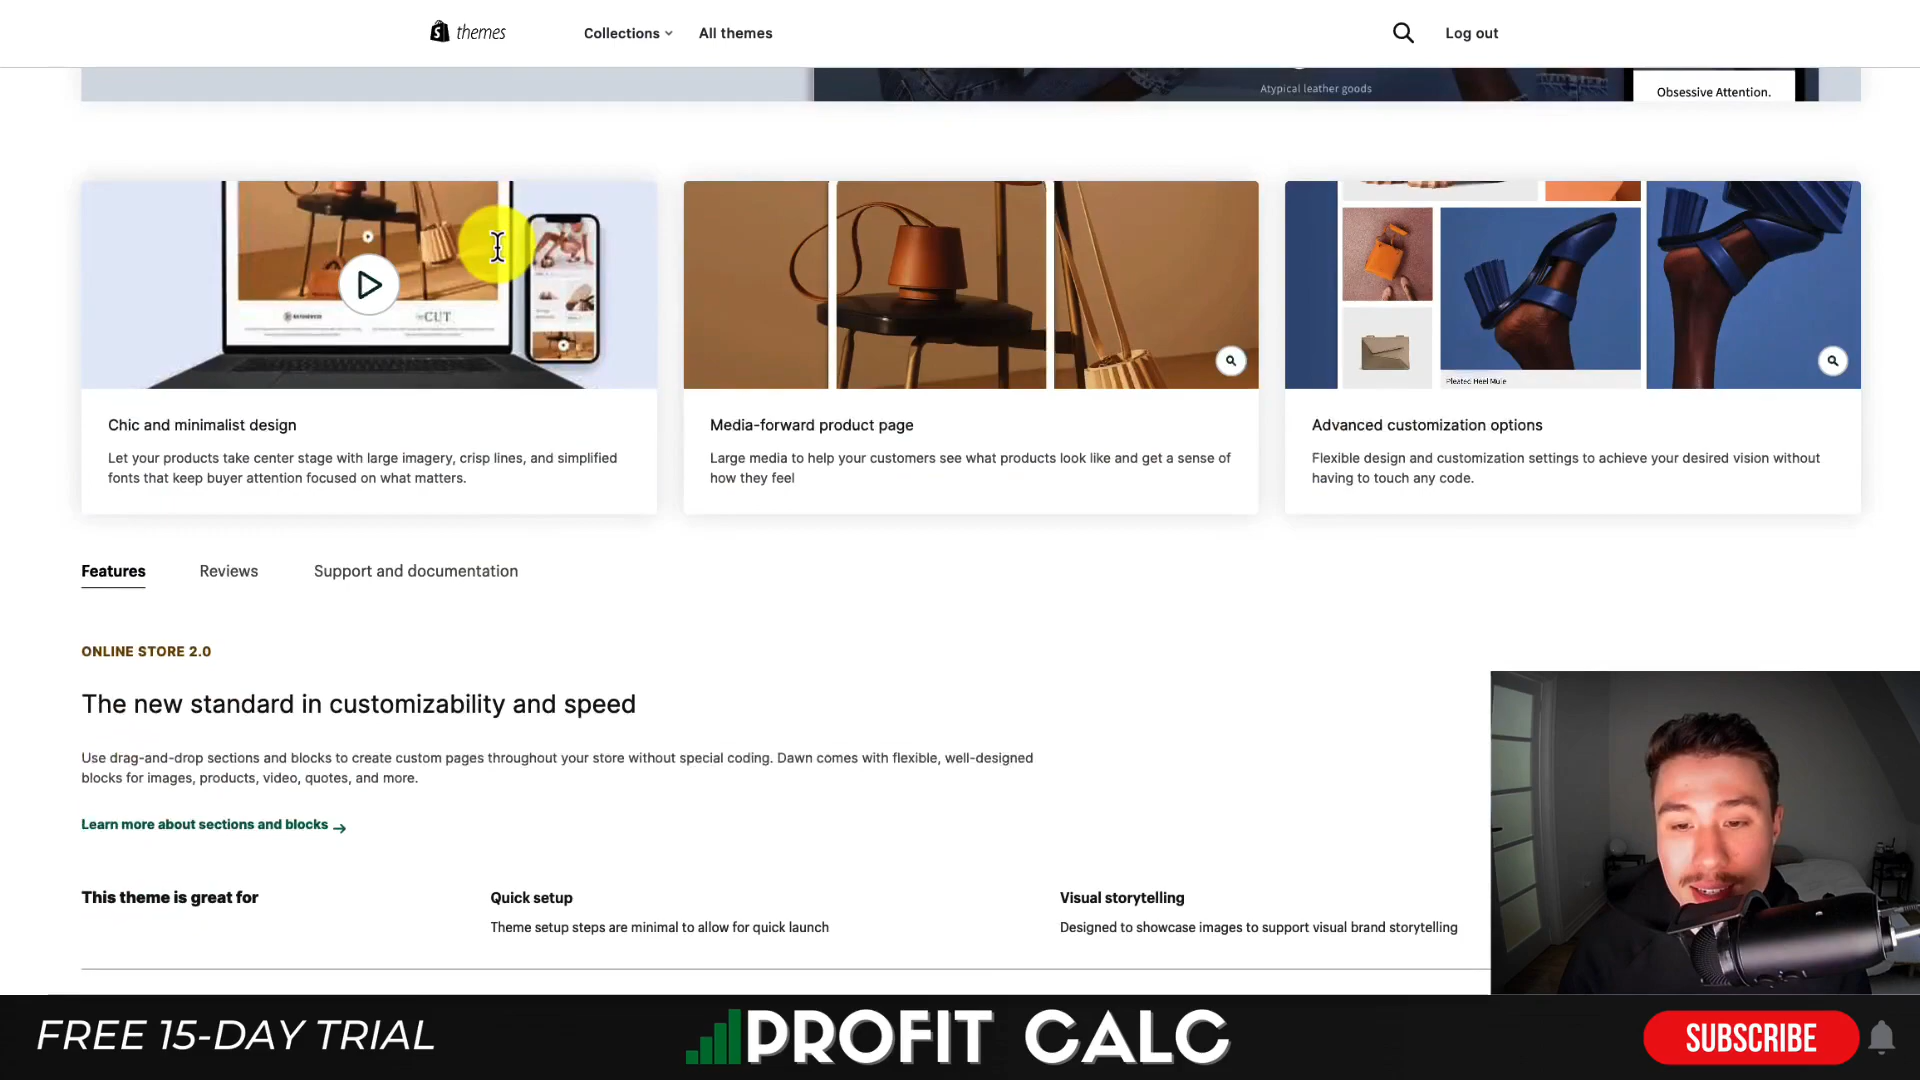 themes
Collections
All themes
Log out
Atypical leather goods
Obsessive Attention.
CUT
Pleated Heel Mule
Chic and minimalist design
Let your products take center stage with large imagery, crisp lines, and simplified
fonts that keep buyer attention focused on what matters.
Media-forward product page
Large media to help your customers see what products look like and get a sense of
how they feel
Advanced customization options
Flexible design and customization settings to achieve your desired vision without
having to touch any code.
Features
Reviews
Support and documentation
ONLINE STORE 2.0
The new standard in customizability and speed
Use drag-and-drop sections and blocks to create custom pages throughout your store without special coding. Dawn comes with flexible, well-designed
blocks for images, products, video, quotes, and more.
Learn more about sections and blocks →
This theme is great for
Quick setup
Theme setup steps are minimal to allow for quick launch
Visual storytelling
Designed to showcase images to support visual brand storytelling
FREE 15-DAY TRIAL
PROFIT CALC
SUBSCRIBE